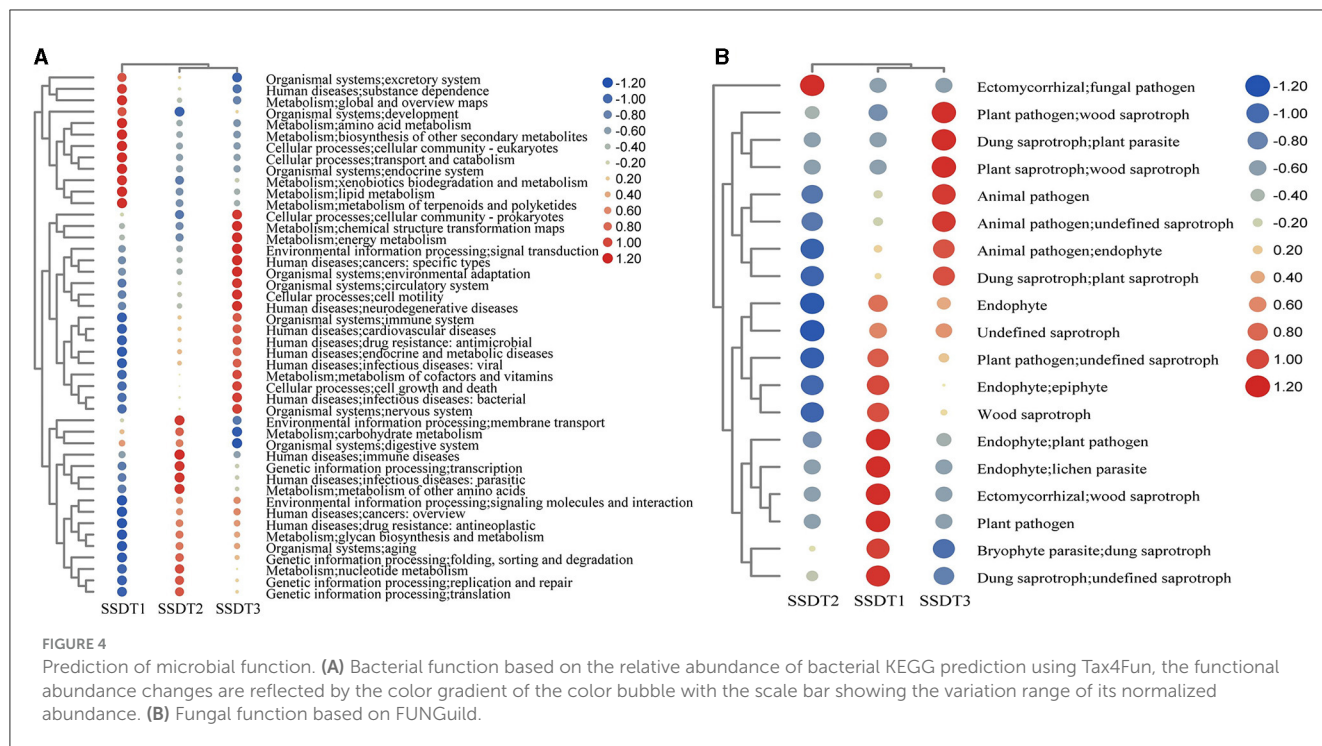 A
Organismal systems;excretory system
Human diseases;substance dependence
Metabolism;global and overview maps
Organismal systems;development
Metabolism;amino acid metabolism
Metabolism;biosynthesis of other secondary metabolites
Cellular processes;cellular community - eukaryotes
Cellular processes;transport and catabolism
Organismal systems;endocrine system
Metabolism;xenobiotics biodegradation and metabolism
Metabolism;lipid metabolism
Metabolism;metabolism of terpenoids and polyketides
Cellular processes;cellular community - prokaryotes
Metabolism;chemical structure transformation maps
Metabolism;energy metabolism
Environmental information processing;signal transduction
Human diseases;cancers: specific types
Organismal systems;environmental adaptation
Organismal systems;circulatory system
Cellular processes;cell motility
Human diseases;neurodegenerative diseases
Organismal systems;immune system
Human diseases;cardiovascular diseases
Human diseases;drug resistance: antimicrobial
Human diseases;endocrine and metabolic diseases
Human diseases;infectious diseases: viral
Metabolism;metabolism of cofactors and vitamins
Cellular processes;cell growth and death
Human diseases;infectious diseases: bacterial
Organismal systems;nervous system
Environmental information processing;membrane transport
Metabolism;carbohydrate metabolism
Organismal systems;digestive system
Human diseases;immune diseases
Genetic information processing;transcription
Human diseases;infectious diseases: parasitic
Metabolism;metabolism of other amino acids
Environmental information processing;signaling molecules and interaction
Human diseases;cancers: overview
Human diseases;drug resistance: antineoplastic
Metabolism;glycan biosynthesis and metabolism
Organismal systems;aging
Genetic information processing;folding, sorting and degradation
Metabolism;nucleotide metabolism
Genetic information processing;replication and repair
Genetic information processing;translation
SSDT1 SSDT2 SSDT3
-1.20
-1.00
-0.80
-0.60
-0.40
-0.20
0.20
0.40
0.60
0.80
1.00
1.20
B
Ectomycorrhizal;fungal pathogen
Plant pathogen;wood saprotroph
Dung saprotroph;plant parasite
Plant saprotroph;wood saprotroph
Animal pathogen
Animal pathogen;undefined saprotroph
Animal pathogen;endophyte
Dung saprotroph;plant saprotroph
Endophyte
Undefined saprotroph
Plant pathogen;undefined saprotroph
Endophyte;epiphyte
Wood saprotroph
Endophyte;plant pathogen
Endophyte;lichen parasite
Ectomycorrhizal;wood saprotroph
Plant pathogen
Bryophyte parasite;dung saprotroph
Dung saprotroph;undefined saprotroph
SSDT2 SSDT1 SSDT3
-1.20
-1.00
-0.80
-0.60
-0.40
-0.20
0.20
0.40
0.60
0.80
1.00
1.20
FIGURE 4
Prediction of microbial function. (A) Bacterial function based on the relative abundance of bacterial KEGG prediction using Tax4Fun, the functional
abundance changes are reflected by the color gradient of the color bubble with the scale bar showing the variation range of its normalized
abundance. (B) Fungal function based on FUNGuild.